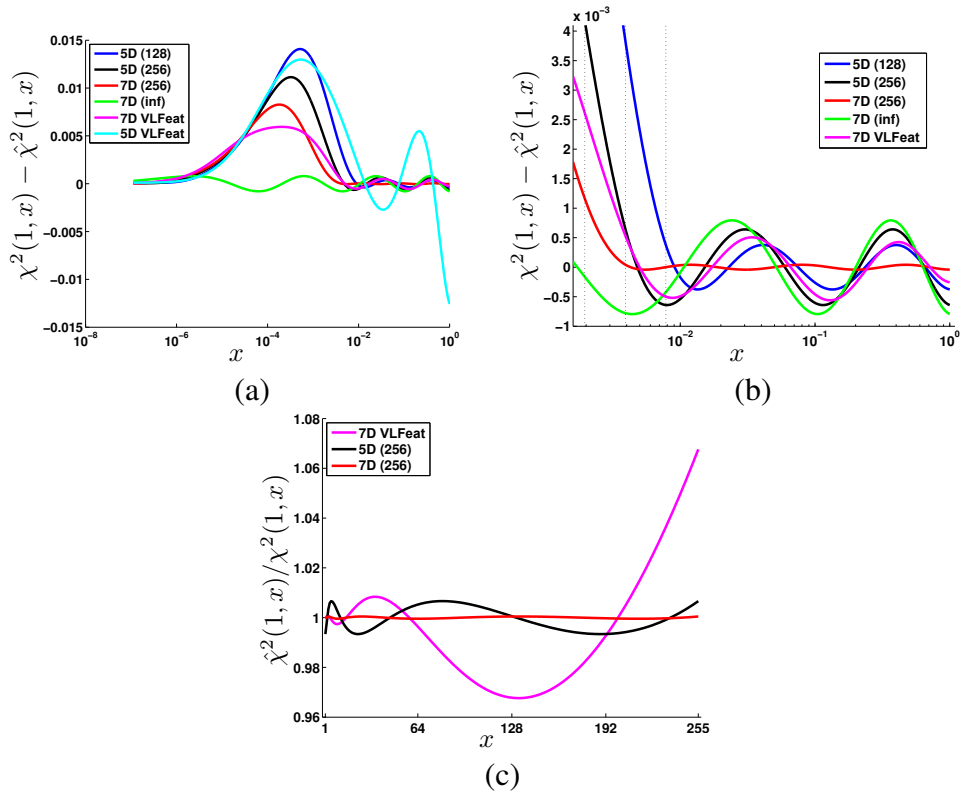 0.015
0.01
0.005
0
−0.005
−0.01
−0.015
10⁻⁸
10⁻⁶
10⁻⁴
10⁻²
10⁰
χ²(1, x) − χ̂²(1, x)
x
5D (128)
5D (256)
7D (256)
7D (inf)
7D VLFeat
5D VLFeat
(a)
x 10⁻³
4
3.5
3
2.5
2
1.5
1
0.5
0
−0.5
−1
10⁻²
10⁻¹
10⁰
χ²(1, x) − χ̂²(1, x)
x
5D (128)
5D (256)
7D (256)
7D (inf)
7D VLFeat
(b)
1.08
1.06
1.04
1.02
1
0.98
0.96
1
64
128
192
255
χ̂²(1, x)/χ²(1, x)
x
7D VLFeat
5D (256)
7D (256)
(c)